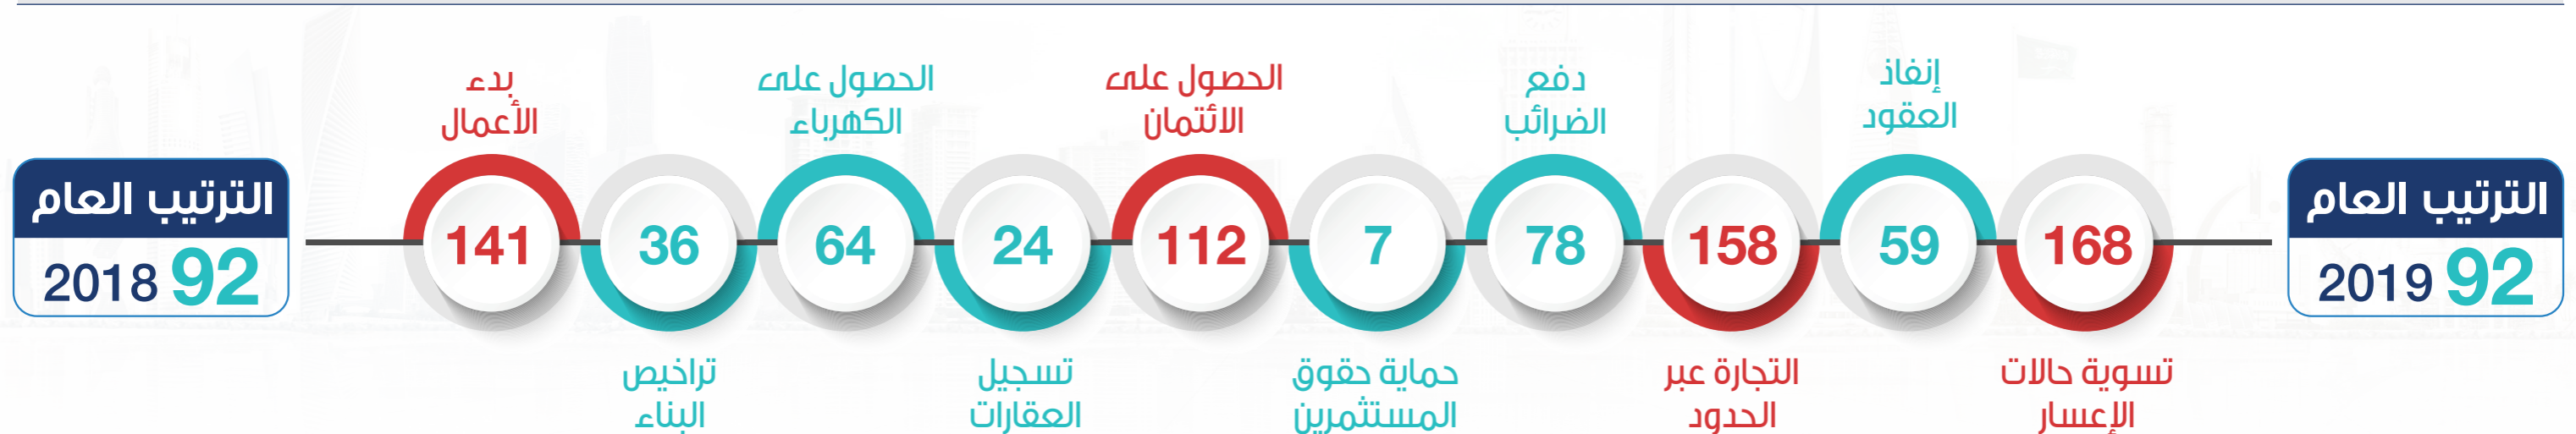 الترتيب العام
2019 92
تسوية حالات
الإعسار
168
إنفاذ
العقود
59
التجارة عبر
الحدود
158
دفع
الضرائب
78
حماية حقوق
المستثمرين
7
الحصول على
الائتمان
112
تسجيل
العقارات
24
الحصول على
الكهرباء
64
تراخيص
البناء
36
بدء
الأعمال
141
الترتيب العام
2018 92